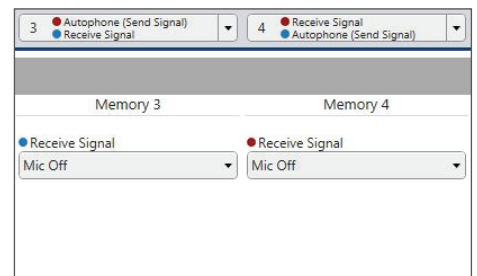 3 Autophone (Send Signal)
Receive Signal
4 Receive Signal
Autophone (Send Signal)
Memory 3
Memory 4
Receive Signal
Receive Signal
Mic Off
Mic Off